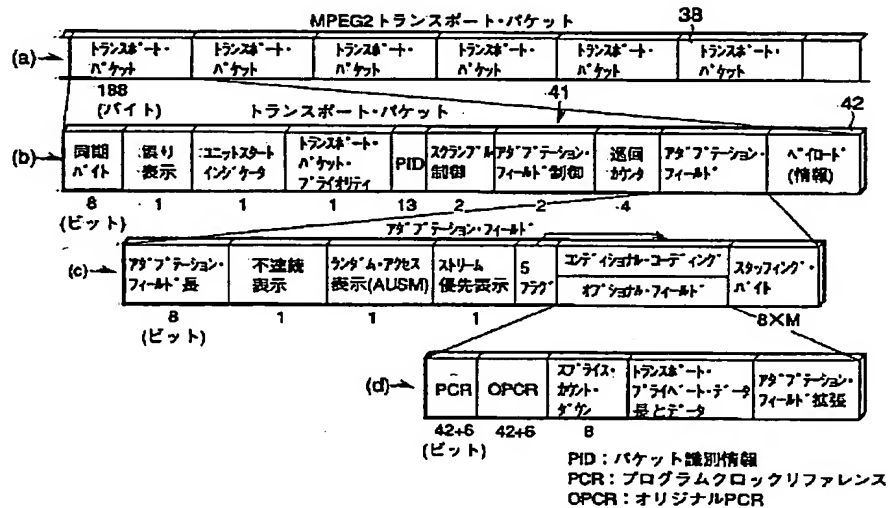 MPEG2トランスポート・パケット
38
(a)
トランスポート・パケット
トランスポート・パケット
トランスポート・パケット
トランスポート・パケット
トランスポート・パケット
トランスポート・パケット
188
(バイト)
トランスポート・パケット
41
42
(b)
同期バイト
誤り表示
ユニットスタートインジケータ
トランスポート・パケット・プライオリティ
PID
スクランブル制御
アダプテーション・フィールド制御
巡回カウンタ
アダプテーション・フィールド
ペイロード(情報)
8 1 1 1 13 2 2 4
(ビット)
アダプテーション・フィールド
(c)
アダプテーション・フィールド長
不連続表示
ランダム・アクセス表示(AUSM)
ストリーム優先表示
5フラグ
コンディショナル・コーディング
オプショナル・フィールド
スタッフィング・バイト
8 1 1 1 8×M
(ビット)
(d)
PCR
OPCR
スプライス・カウント・ダウン
トランスポート・プライベート・データ長とデータ
アダプテーション・フィールド拡張
42+6 42+6 8
(ビット)
PID：パケット識別情報
PCR：プログラムクロックリファレンス
OPCR：オリジナルPCR